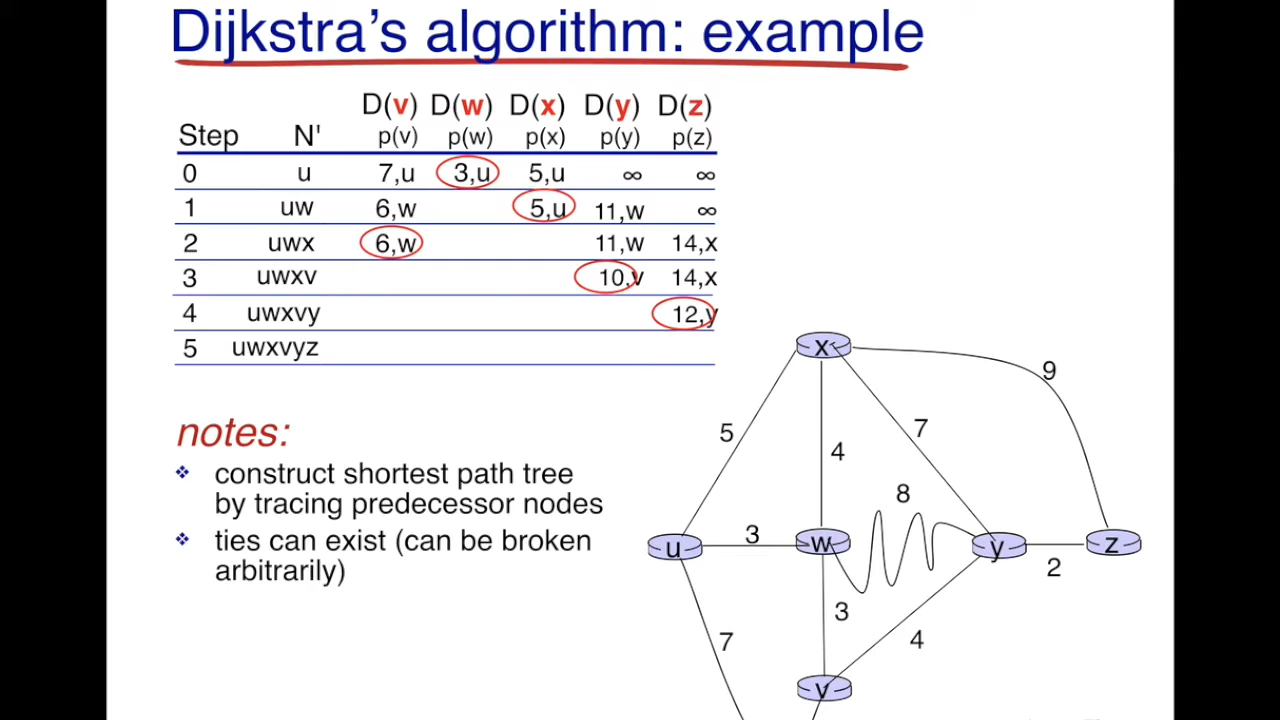 Dijkstra's algorithm: example
D(v) D(w) D(x) D(y) D(z)
Step N' p(v) p(w) p(x) p(y) p(z)
0 u 7,u 3,u 5,u ∞ ∞
1 uw 6,w 5,u 11,w ∞
2 uwx 6,w 11,w 14,x
3 uwxv 10,v 14,x
4 uwxvy 12,y
5 uwxvyz
notes:
❖ construct shortest path tree
by tracing predecessor nodes
❖ ties can exist (can be broken
arbitrarily)
x
9
5
7
4
8
u
3
w
y
z
2
3
7
4
v